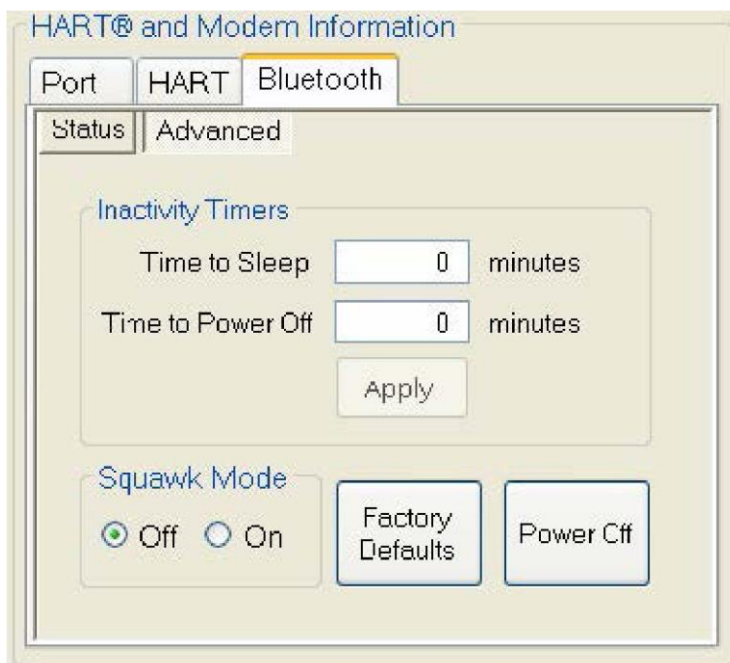 HART® and Modem Information
Port HART Bluetooth
Status Advanced
Inactivity Timers
Time to Sleep 0 minutes
Time to Power Off 0 minutes
Apply
Squawk Mode
Off On
Factory
Defaults
Power Off